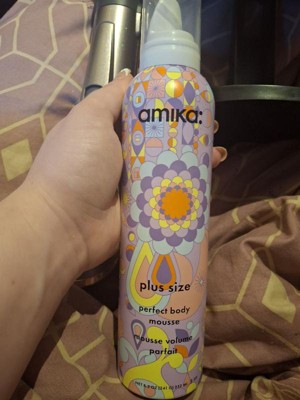 amika:
plus size
perfect body
mousse
mousse volume
parfait